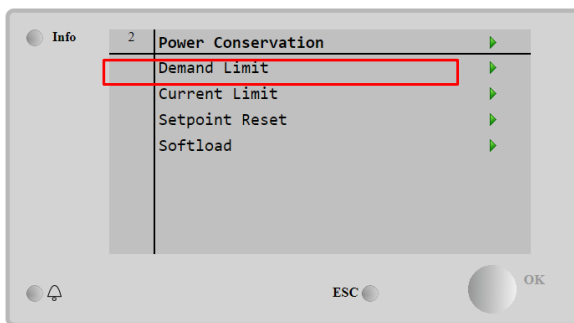 Info
2 Power Conservation
Demand Limit
Current Limit
Setpoint Reset
Softload
ESC OK